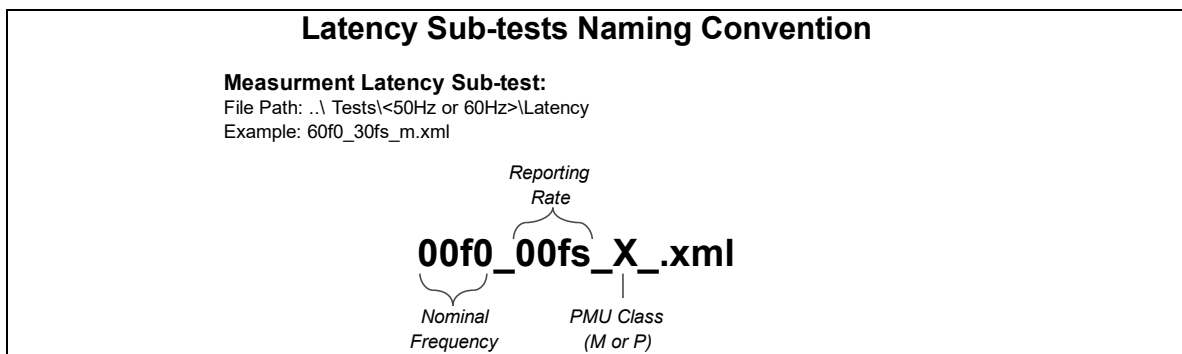 Latency Sub-tests Naming Convention
Measurment Latency Sub-test:
File Path: ..\ Tests\<50Hz or 60Hz>\Latency
Example: 60f0_30fs_m.xml
Reporting
Rate
00f0_00fs_X_.xml
Nominal
Frequency
PMU Class
(M or P)